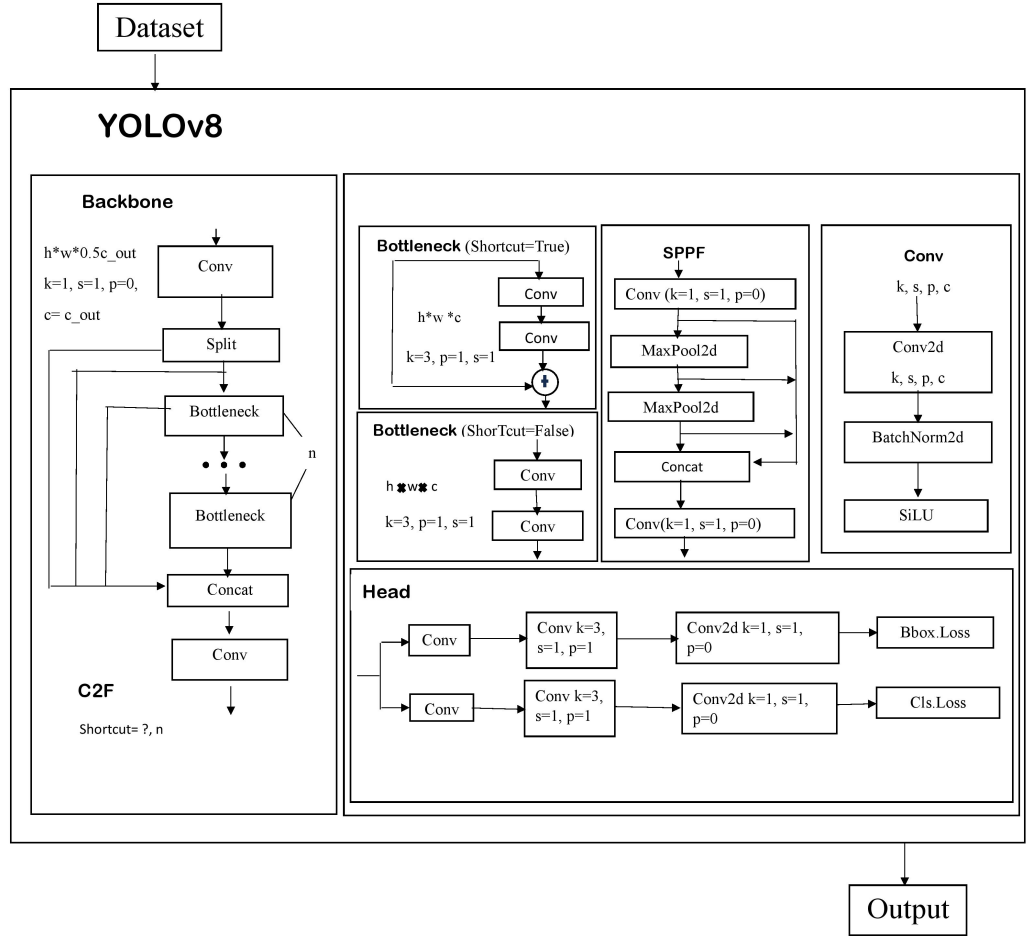 Dataset
YOLOv8
Backbone
h*w*0.5c_out
k=1, s=1, p=0,
c= c_out
Conv
Split
Bottleneck
n
Bottleneck
Concat
Conv
C2F
Shortcut= ?, n
Bottleneck (Shortcut=True)
Conv
h*w *c
Conv
k=3, p=1, s=1
+
Bottleneck (ShorTcut=False)
Conv
h ✖w✖ c
k=3, p=1, s=1
Conv
SPPF
Conv (k=1, s=1, p=0)
MaxPool2d
MaxPool2d
Concat
Conv(k=1, s=1, p=0)
Conv
k, s, p, c
Conv2d
k, s, p, c
BatchNorm2d
SiLU
Head
Conv
Conv k=3,
s=1, p=1
Conv2d k=1, s=1,
p=0
Bbox.Loss
Conv
Conv k=3,
s=1, p=1
Conv2d k=1, s=1,
p=0
Cls.Loss
Output